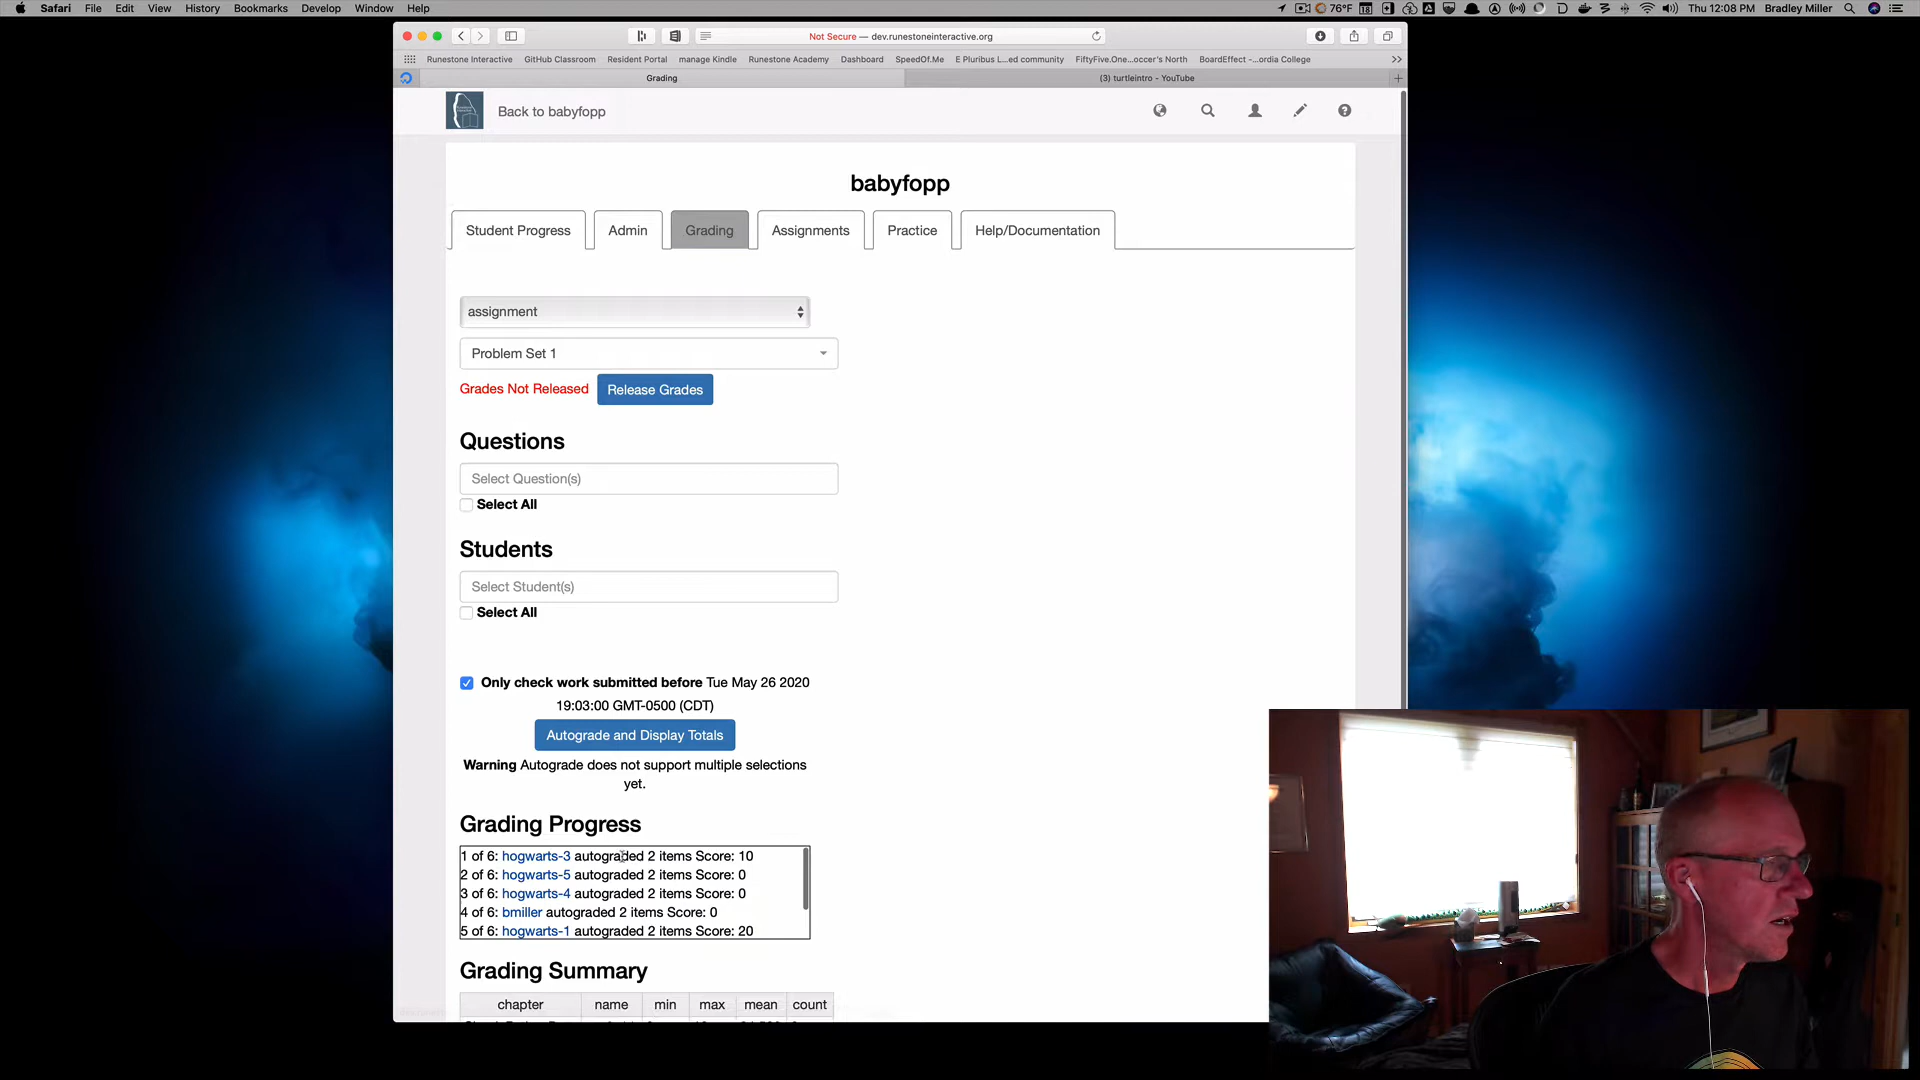 Safari File Edit View History Bookmarks Develop Window Help 76°F 18 Thu 12:08 PM Bradley Miller
Not Secure — dev.runestoneinteractive.org
Runestone Interactive GitHub Classroom Resident Portal manage Kindle Runestone Academy Dashboard SpeedOf.Me E Pluribus L...ed community FiftyFive.One...occer's North BoardEffect -...ordia College
Grading (3) turtleintro - YouTube
Back to babyfopp
babyfopp
Student Progress Admin Grading Assignments Practice Help/Documentation
assignment
Problem Set 1
Grades Not Released Release Grades
Questions
Select Question(s)
Select All
Students
Select Student(s)
Select All
Only check work submitted before Tue May 26 2020
19:03:00 GMT-0500 (CDT)
Autograde and Display Totals
Warning Autograde does not support multiple selections
yet.
Grading Progress
1 of 6: hogwarts-3 autograded 2 items Score: 10
2 of 6: hogwarts-5 autograded 2 items Score: 0
3 of 6: hogwarts-4 autograded 2 items Score: 0
4 of 6: bmiller autograded 2 items Score: 0
5 of 6: hogwarts-1 autograded 2 items Score: 20
Grading Summary
chapter name min max mean count